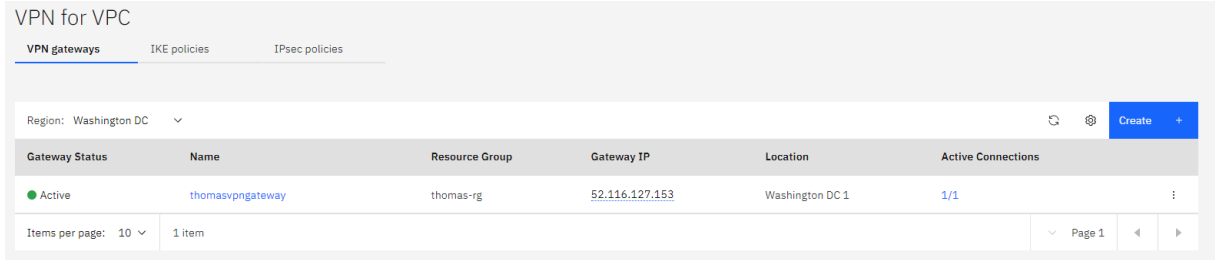 VPN for VPC
VPN gateways IKE policies IPsec policies
Region: Washington DC Create +
Gateway Status Name Resource Group Gateway IP Location Active Connections
Active thomasvpngateway thomas-rg 52.116.127.153 Washington DC 1 1/1
Items per page: 10 1 item Page 1